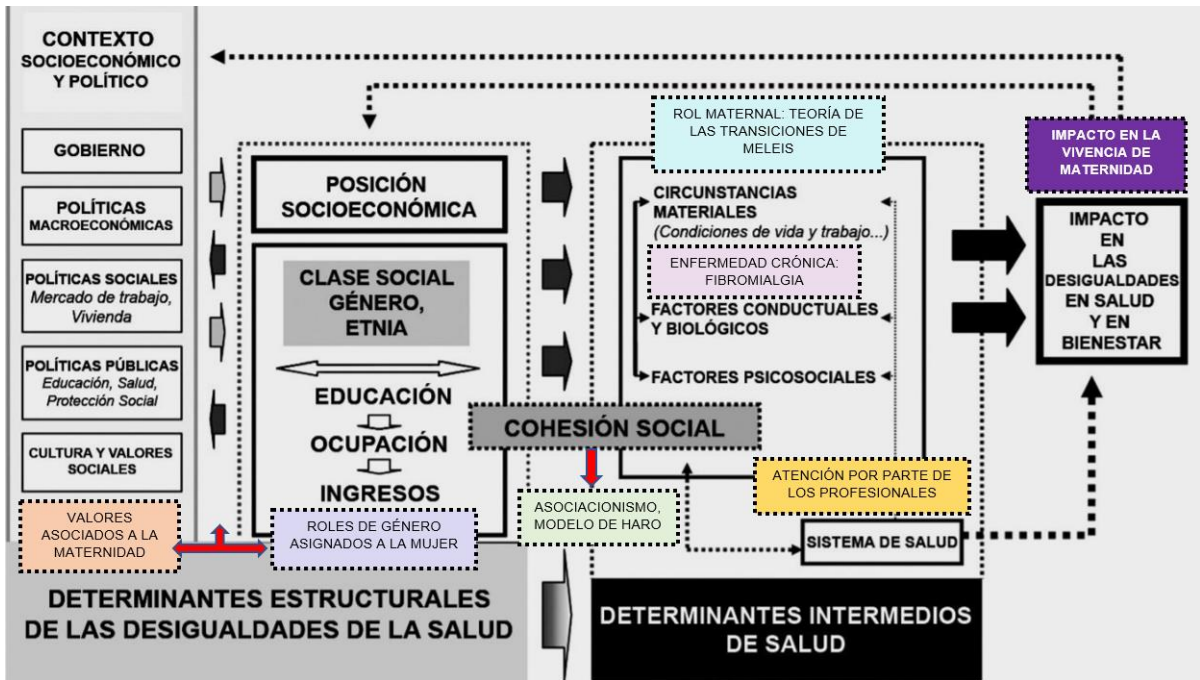 CONTEXTO
SOCIOECONÓMICO
Y POLÍTICO
GOBIERNO
POLÍTICAS
MACROECONÓMICAS
POLÍTICAS SOCIALES
Mercado de trabajo,
Vivienda
POLÍTICAS PÚBLICAS
Educación, Salud,
Protección Social
CULTURA Y VALORES
SOCIALES
VALORES
ASOCIADOS A LA
MATERNIDAD
POSICIÓN
SOCIOECONÓMICA
CLASE SOCIAL
GÉNERO,
ETNIA
EDUCACIÓN
OCUPACIÓN
INGRESOS
ROLES DE GÉNERO
ASIGNADOS A LA MUJER
COHESIÓN SOCIAL
ASOCIACIONISMO,
MODELO DE HARO
ROL MATERNAL: TEORÍA DE
LAS TRANSICIONES DE
MELEIS
CIRCUNSTANCIAS
MATERIALES
(Condiciones de vida y trabajo...)
ENFERMEDAD CRÓNICA:
FIBROMIALGIA
FACTORES CONDUCTUALES
Y BIOLÓGICOS
FACTORES PSICOSOCIALES
ATENCIÓN POR PARTE DE
LOS PROFESIONALES
SISTEMA DE SALUD
IMPACTO EN LA
VIVENCIA DE
MATERNIDAD
IMPACTO
EN
LAS
DESIGUALDADES
EN SALUD
Y EN
BIENESTAR
DETERMINANTES ESTRUCTURALES
DE LAS DESIGUALDADES DE LA SALUD
DETERMINANTES INTERMEDIOS
DE SALUD